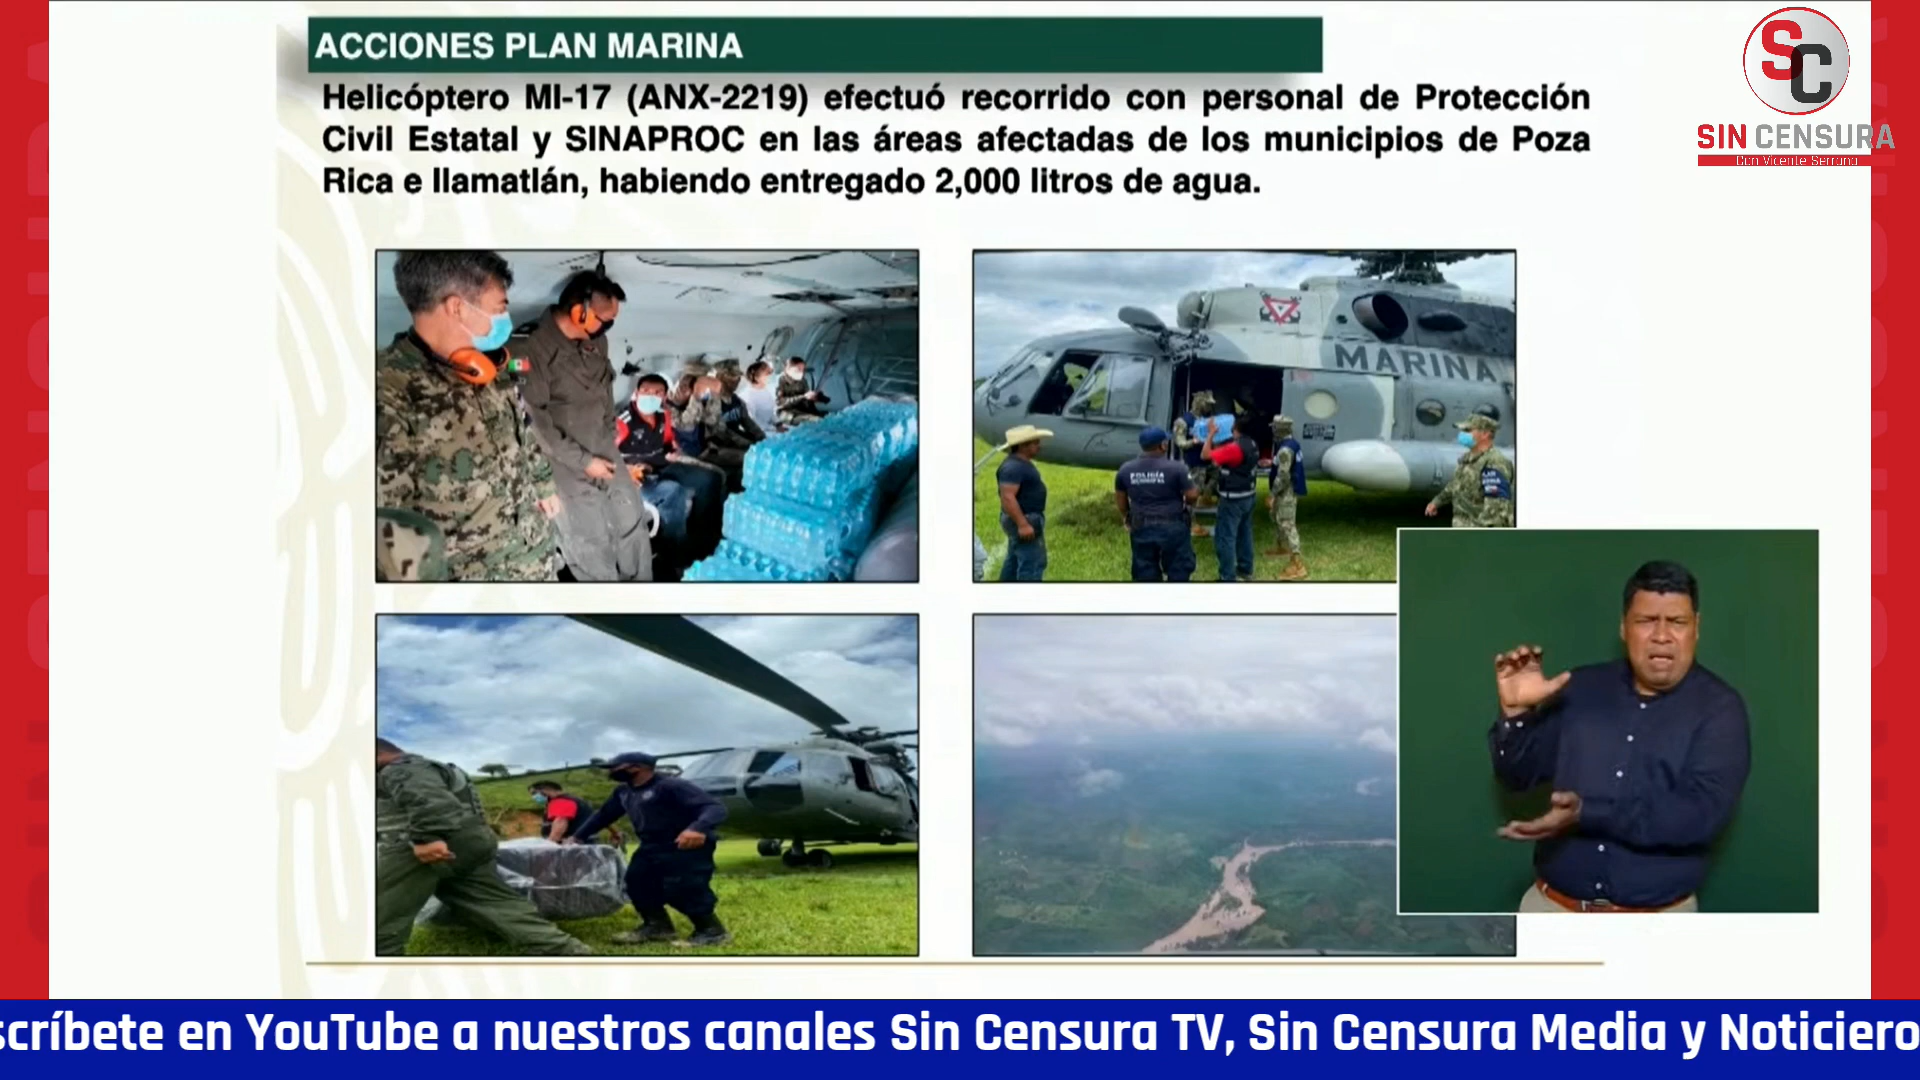 ACCIONES PLAN MARINA
Helicóptero MI-17 (ANX-2219) efectuó recorrido con personal de Protección
Civil Estatal y SINAPROC en las áreas afectadas de los municipios de Poza
Rica e Ilamatlán, habiendo entregado 2,000 litros de agua.
SC
SIN CENSURA
Con Vicente Serrano
MARINA
POLICÍA
MUNICIPAL
scríbete en YouTube a nuestros canales Sin Censura TV, Sin Censura Media y Noticiero